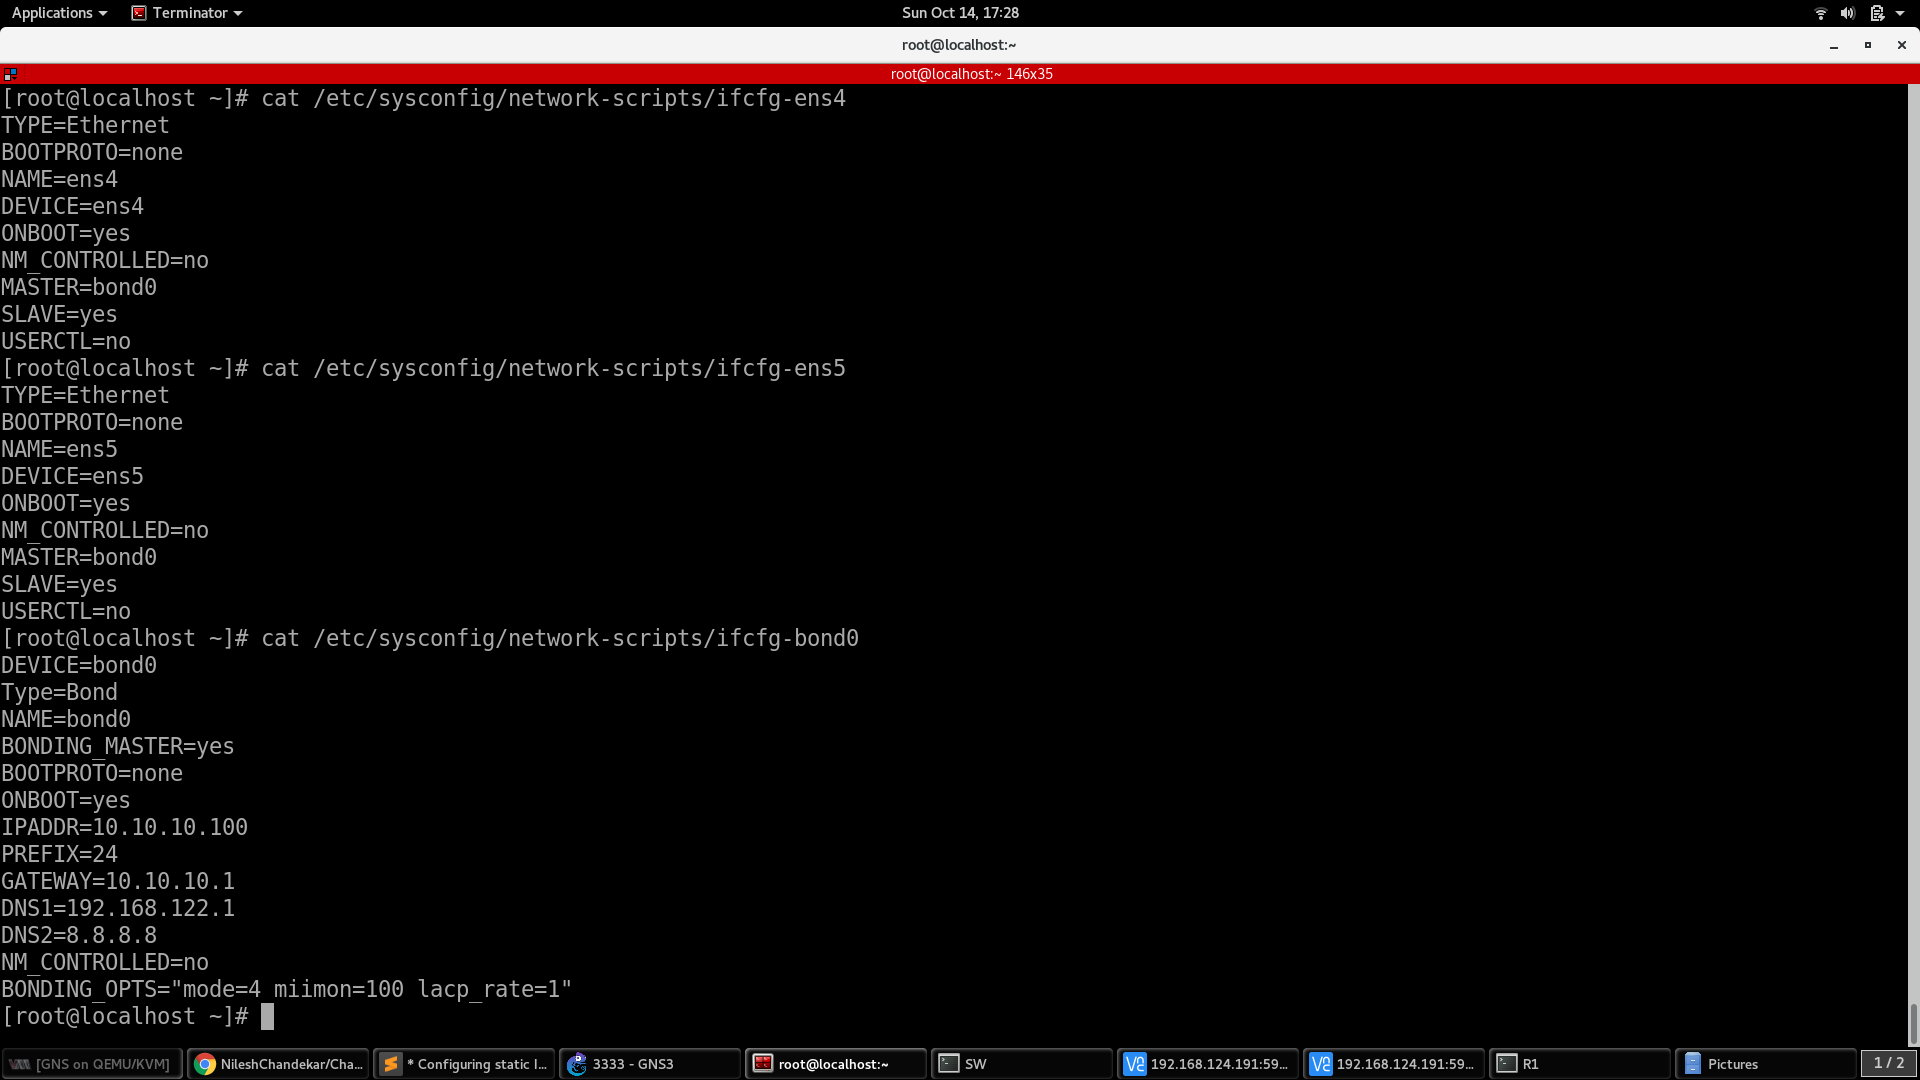 Applications
Terminator
Sun Oct 14, 17:28
root@localhost:~
root@localhost:~ 146x35
[root@localhost ~]# cat /etc/sysconfig/network-scripts/ifcfg-ens4
TYPE=Ethernet
BOOTPROTO=none
NAME=ens4
DEVICE=ens4
ONBOOT=yes
NM_CONTROLLED=no
MASTER=bond0
SLAVE=yes
USERCTL=no
[root@localhost ~]# cat /etc/sysconfig/network-scripts/ifcfg-ens5
TYPE=Ethernet
BOOTPROTO=none
NAME=ens5
DEVICE=ens5
ONBOOT=yes
NM_CONTROLLED=no
MASTER=bond0
SLAVE=yes
USERCTL=no
[root@localhost ~]# cat /etc/sysconfig/network-scripts/ifcfg-bond0
DEVICE=bond0
Type=Bond
NAME=bond0
BONDING_MASTER=yes
BOOTPROTO=none
ONBOOT=yes
IPADDR=10.10.10.100
PREFIX=24
GATEWAY=10.10.10.1
DNS1=192.168.122.1
DNS2=8.8.8.8
NM_CONTROLLED=no
BONDING_OPTS="mode=4 miimon=100 lacp_rate=1"
[root@localhost ~]#
[GNS on QEMU/KVM]
NileshChandekar/Cha...
* Configuring static I...
3333 - GNS3
root@localhost:~
SW
192.168.124.191:59...
192.168.124.191:59...
R1
Pictures
1 / 2